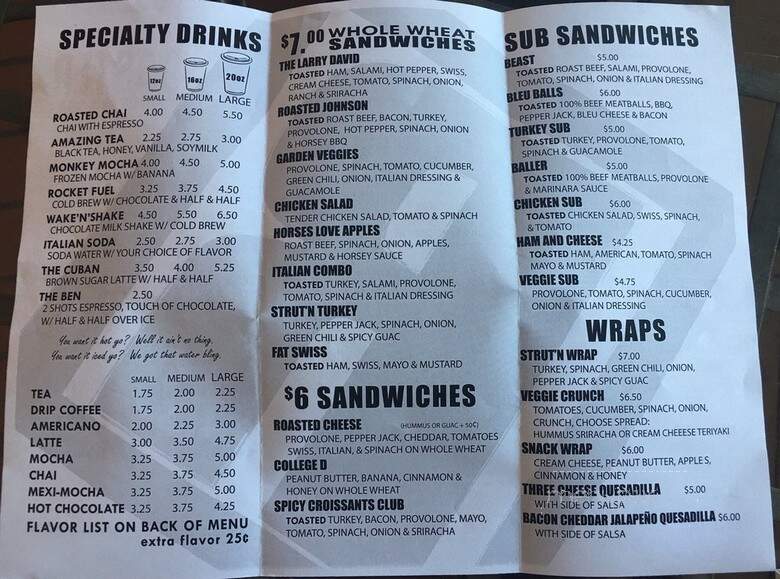 SPECIALTY DRINKS
12oz 16oz 20oz
SMALL MEDIUM LARGE
ROASTED CHAI 4.00 4.50 5.50
CHAI WITH ESPRESSO
AMAZING TEA 2.25 2.75 3.00
BLACK TEA, HONEY, VANILLA, SOYMILK
MONKEY MOCHA 4.00 4.50 5.00
FROZEN MOCHA W/ BANANA
ROCKET FUEL 3.25 3.75 4.50
COLD BREW W/ CHOCOLATE & HALF & HALF
WAKE'N'SHAKE 4.50 5.50 6.50
CHOCOLATE MILK SHAKE W/ COLD BREW
ITALIAN SODA 2.50 2.75 3.00
SODA WATER W/ YOUR CHOICE OF FLAVOR
THE CUBAN 3.50 4.00 5.25
BROWN SUGAR LATTE W/ HALF & HALF
THE BEN 2.50
2 SHOTS ESPRESSO, TOUCH OF CHOCOLATE,
W/ HALF & HALF OVER ICE
You want it hot yo? Well it ain't no thing.
You want it iced yo? We got that water bling.
SMALL MEDIUM LARGE
TEA 1.75 2.00 2.25
DRIP COFFEE 1.75 2.00 2.25
AMERICANO 2.00 2.25 3.00
LATTE 3.00 3.50 4.75
MOCHA 3.25 3.75 5.00
CHAI 3.25 3.75 4.50
MEXI-MOCHA 3.25 3.75 5.00
HOT CHOCOLATE 3.25 3.75 4.25
FLAVOR LIST ON BACK OF MENU
extra flavor 25¢
$7.00 WHOLE WHEAT
SANDWICHES
THE LARRY DAVID
TOASTED HAM, SALAMI, HOT PEPPER, SWISS,
CREAM CHEESE, TOMATO, SPINACH, ONION,
RANCH & SRIRACHA
ROASTED JOHNSON
TOASTED ROAST BEEF, BACON, TURKEY,
PROVOLONE, HOT PEPPER, SPINACH, ONION
& HORSEY BBQ
GARDEN VEGGIES
PROVOLONE, SPINACH, TOMATO, CUCUMBER,
GREEN CHILI, ONION, ITALIAN DRESSING &
GUACAMOLE
CHICKEN SALAD
TENDER CHICKEN SALAD, TOMATO & SPINACH
HORSES LOVE APPLES
ROAST BEEF, SPINACH, ONION, APPLES,
MUSTARD & HORSEY SAUCE
ITALIAN COMBO
TOASTED TURKEY, SALAMI, PROVOLONE,
TOMATO, SPINACH & ITALIAN DRESSING
STRUT'N TURKEY
TURKEY, PEPPER JACK, SPINACH, ONION,
GREEN CHILI & SPICY GUAC
FAT SWISS
TOASTED HAM, SWISS, MAYO & MUSTARD
$6 SANDWICHES
ROASTED CHEESE (HUMMUS OR GUAC + 50¢)
PROVOLONE, PEPPER JACK, CHEDDAR, TOMATOES
SWISS, ITALIAN, & SPINACH ON WHOLE WHEAT
COLLEGE D
PEANUT BUTTER, BANANA, CINNAMON &
HONEY ON WHOLE WHEAT
SPICY CROISSANTS CLUB
TOASTED TURKEY, BACON, PROVOLONE, MAYO,
TOMATO, SPINACH, ONION & SRIRACHA
SUB SANDWICHES
BEAST $5.00
TOASTED ROAST BEEF, SALAMI, PROVOLONE,
TOMATO, SPINACH, ONION & ITALIAN DRESSING
BLEU BALLS $6.00
TOASTED 100% BEEF MEATBALLS, BBQ,
PEPPER JACK, BLEU CHEESE & BACON
TURKEY SUB $5.00
TOASTED TURKEY, PROVOLONE, TOMATO,
SPINACH & GUACAMOLE
BALLER $5.00
TOASTED 100% BEEF MEATBALLS, PROVOLONE
& MARINARA SAUCE
CHICKEN SUB $6.00
TOASTED CHICKEN SALAD, SWISS, SPINACH,
& TOMATO
HAM AND CHEESE $4.25
TOASTED HAM, AMERICAN, TOMATO, SPINACH
MAYO & MUSTARD
VEGGIE SUB $4.75
PROVOLONE, TOMATO, SPINACH, CUCUMBER,
ONION & ITALIAN DRESSING
WRAPS
STRUT'N WRAP $7.00
TURKEY, SPINACH, GREEN CHILI, ONION,
PEPPER JACK & SPICY GUAC
VEGGIE CRUNCH $6.50
TOMATOES, CUCUMBER, SPINACH, ONION,
CRUNCH, CHOOSE SPREAD:
HUMMUS SRIRACHA OR CREAM CHEEESE TERIYAKI
SNACK WRAP $6.00
CREAM CHEESE, PEANUT BUTTER, APPLE S,
CINNAMON & HONEY
THREE CHEESE QUESADILLA $5.00
WITH SIDE OF SALSA
BACON CHEDDAR JALAPEÑO QUESADILLA $6.00
WITH SIDE OF SALSA